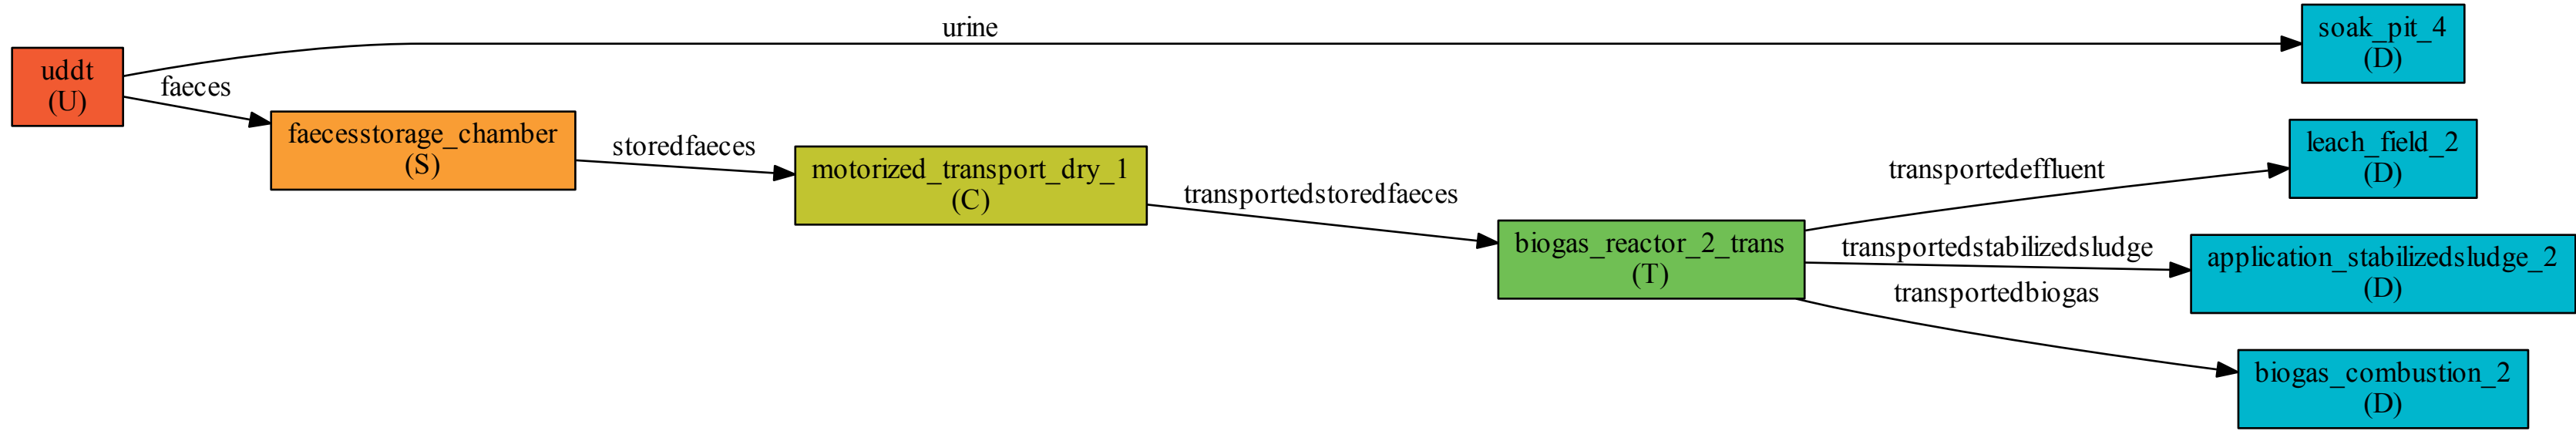 urine
soak_pit_4
(D)
uddt
(U)
faeces
faecesstorage_chamber
(S)
storedfaeces
motorized_transport_dry_1
(C)
transportedstoredfaeces
biogas_reactor_2_trans
(T)
transportedeffluent
leach_field_2
(D)
transportedstabilizedsludge
application_stabilizedsludge_2
(D)
transportedbiogas
biogas_combustion_2
(D)